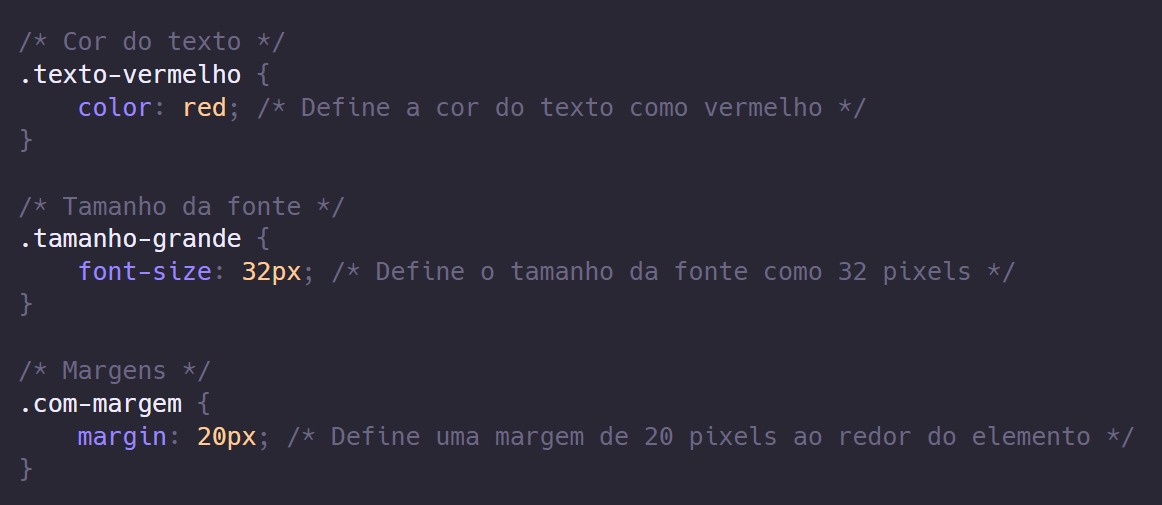 /* Cor do texto */
.texto-vermelho {
    color: red; /* Define a cor do texto como vermelho */
}

/* Tamanho da fonte */
.tamanho-grande {
    font-size: 32px; /* Define o tamanho da fonte como 32 pixels */
}

/* Margens */
.com-margem {
    margin: 20px; /* Define uma margem de 20 pixels ao redor do elemento */
}